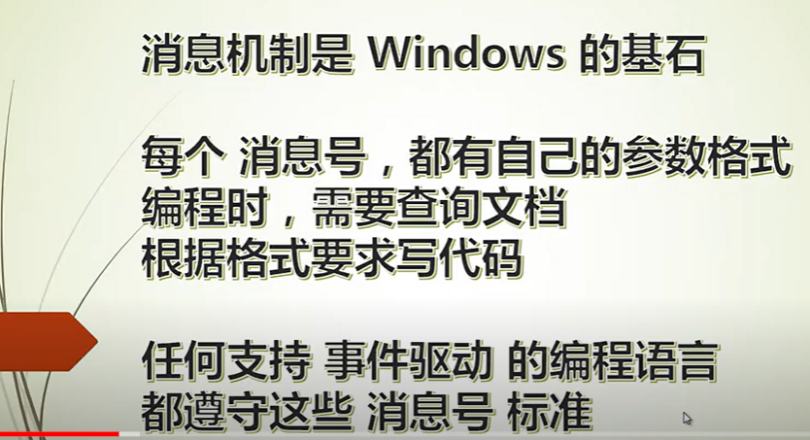 消息机制是 Windows 的基石
每个 消息号，都有自己的参数格式
编程时，需要查询文档
根据格式要求写代码
任何支持 事件驱动 的编程语言
都遵守这些 消息号 标准